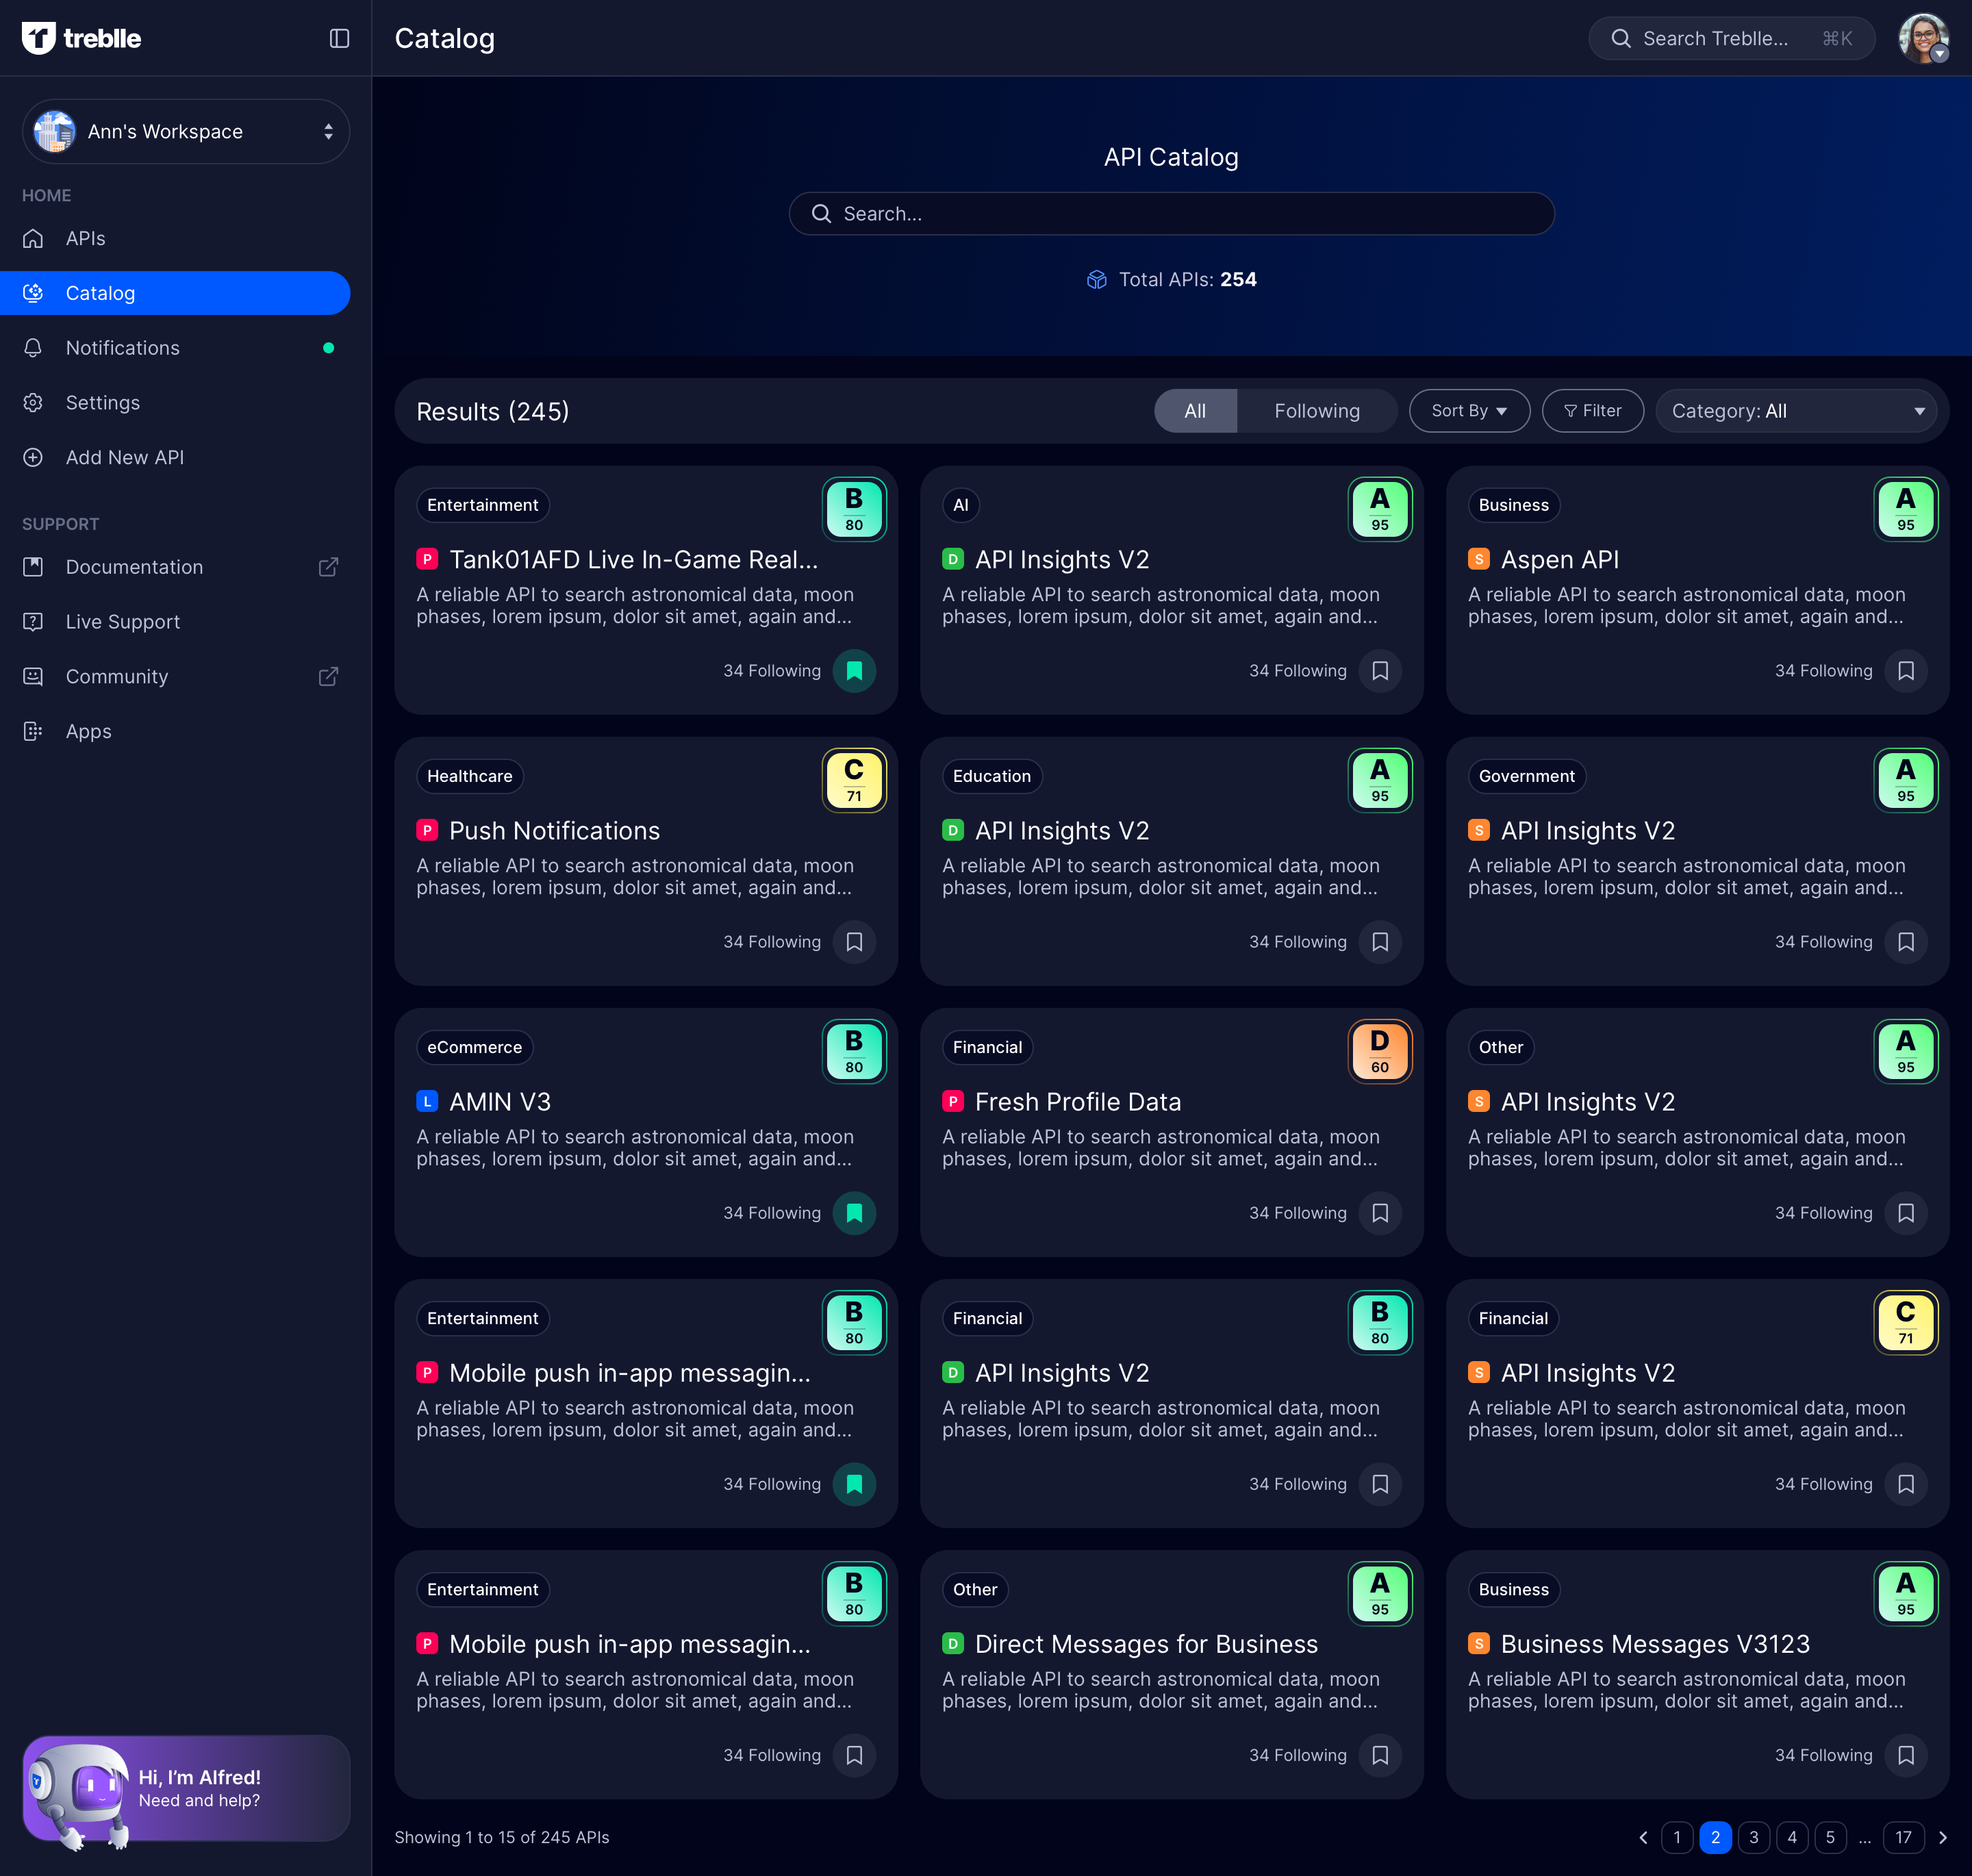 treblle
Catalog
Search Treblle...
⌘K
Ann's Workspace
HOME
APIs
Catalog
Notifications
Settings
Add New API
SUPPORT
Documentation
Live Support
Community
Apps
Hi, I’m Alfred!
Need and help?
API Catalog
Search...
Total APIs: 254
Results (245)
All
Following
Sort By
Filter
Category: All
Entertainment
B
80
P Tank01AFD Live In-Game Real...
A reliable API to search astronomical data, moon
phases, lorem ipsum, dolor sit amet, again and...
34 Following
AI
A
95
D API Insights V2
A reliable API to search astronomical data, moon
phases, lorem ipsum, dolor sit amet, again and...
34 Following
Business
A
95
S Aspen API
A reliable API to search astronomical data, moon
phases, lorem ipsum, dolor sit amet, again and...
34 Following
Healthcare
C
71
P Push Notifications
A reliable API to search astronomical data, moon
phases, lorem ipsum, dolor sit amet, again and...
34 Following
Education
A
95
D API Insights V2
A reliable API to search astronomical data, moon
phases, lorem ipsum, dolor sit amet, again and...
34 Following
Government
A
95
S API Insights V2
A reliable API to search astronomical data, moon
phases, lorem ipsum, dolor sit amet, again and...
34 Following
eCommerce
B
80
L AMIN V3
A reliable API to search astronomical data, moon
phases, lorem ipsum, dolor sit amet, again and...
34 Following
Financial
D
60
P Fresh Profile Data
A reliable API to search astronomical data, moon
phases, lorem ipsum, dolor sit amet, again and...
34 Following
Other
A
95
S API Insights V2
A reliable API to search astronomical data, moon
phases, lorem ipsum, dolor sit amet, again and...
34 Following
Entertainment
B
80
P Mobile push in-app messagin...
A reliable API to search astronomical data, moon
phases, lorem ipsum, dolor sit amet, again and...
34 Following
Financial
B
80
D API Insights V2
A reliable API to search astronomical data, moon
phases, lorem ipsum, dolor sit amet, again and...
34 Following
Financial
C
71
S API Insights V2
A reliable API to search astronomical data, moon
phases, lorem ipsum, dolor sit amet, again and...
34 Following
Entertainment
B
80
P Mobile push in-app messagin...
A reliable API to search astronomical data, moon
phases, lorem ipsum, dolor sit amet, again and...
34 Following
Other
A
95
D Direct Messages for Business
A reliable API to search astronomical data, moon
phases, lorem ipsum, dolor sit amet, again and...
34 Following
Business
A
95
S Business Messages V3123
A reliable API to search astronomical data, moon
phases, lorem ipsum, dolor sit amet, again and...
34 Following
Showing 1 to 15 of 245 APIs
1 2 3 4 5 ... 17